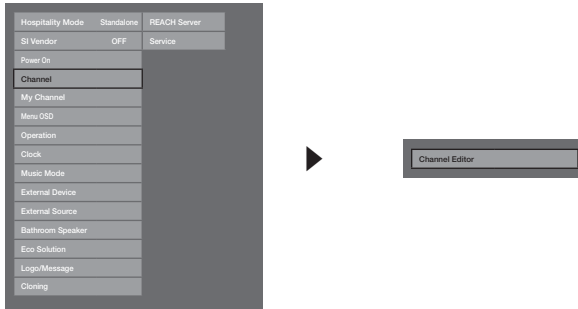 Hospitality Mode Standalone REACH Server
SI Vendor OFF Service
Power On
Channel
My Channel
Menu OSD
Operation
Clock
Music Mode
External Device
External Source
Bathroom Speaker
Eco Solution
Logo/Message
Cloning
Channel Editor